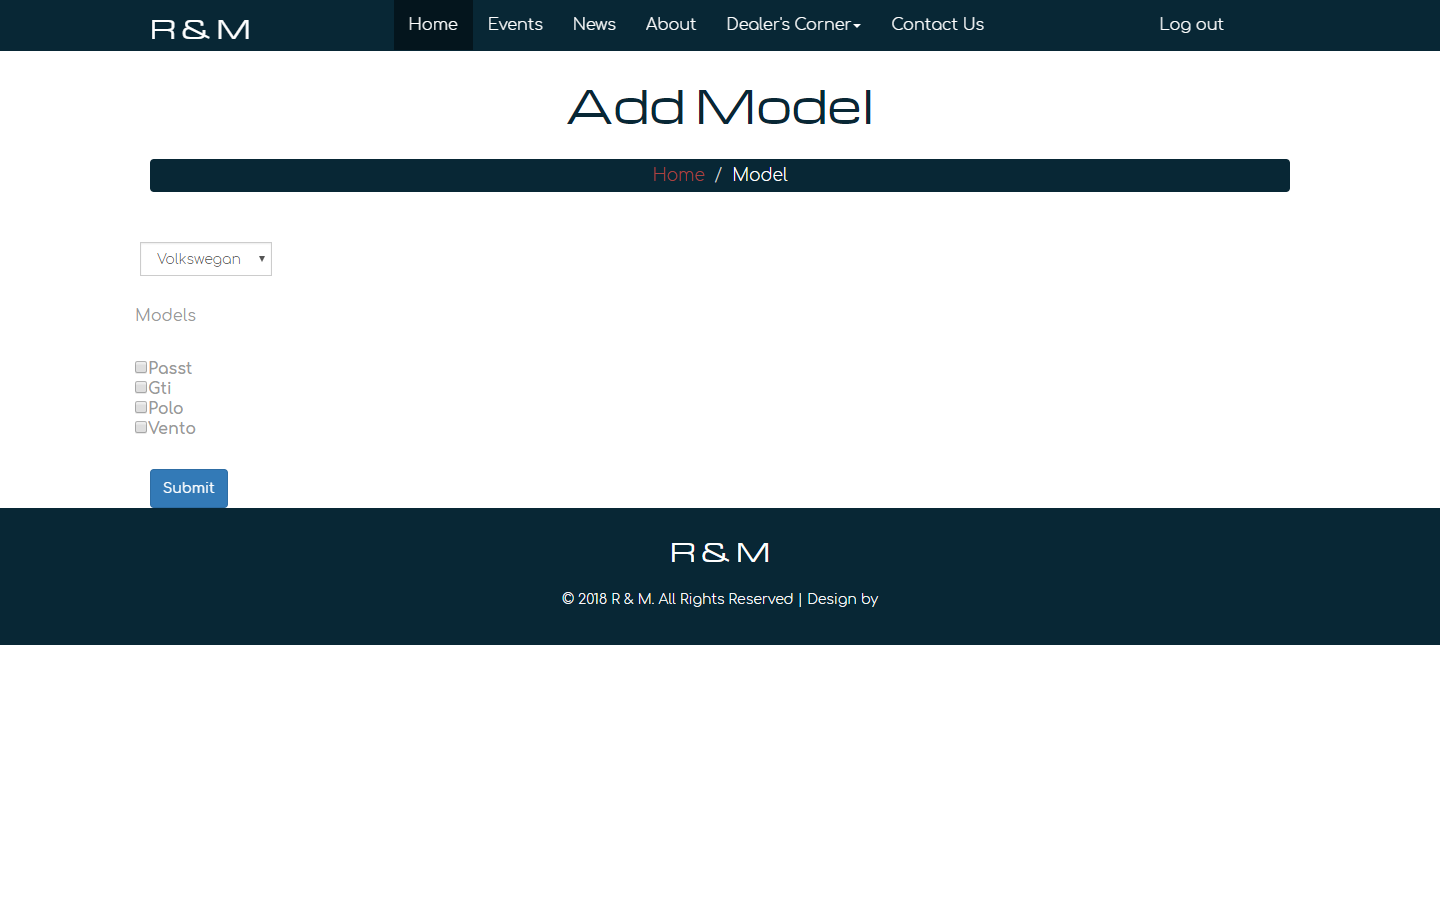 R & M Home Events News About Dealer's Corner Contact Us Log out
Add Model
Home / Model
Volkswegan
Models
Passt
Gti
Polo
Vento
Submit
R & M
© 2018 R & M. All Rights Reserved | Design by